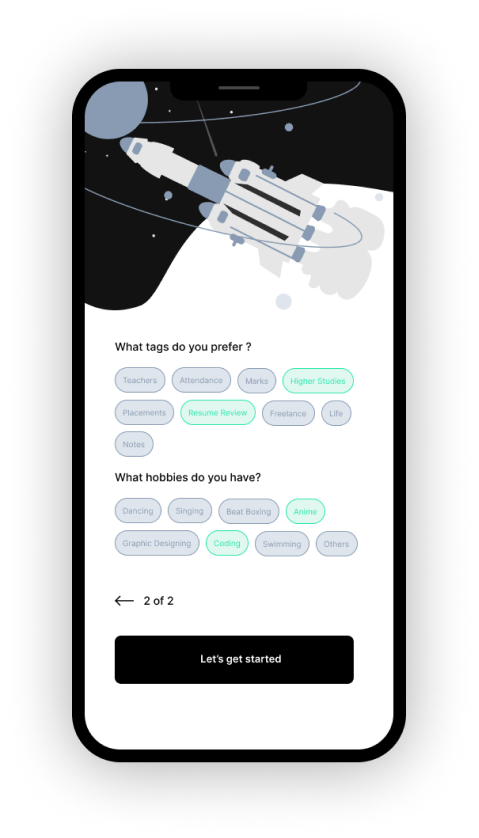 What tags do you prefer ?
Teachers Attendance Marks Higher Studies
Placements Resume Review Freelance Life
Notes
What hobbies do you have?
Dancing Singing Beat Boxing Anime
Graphic Designing Coding Swimming Others
2 of 2
Let's get started